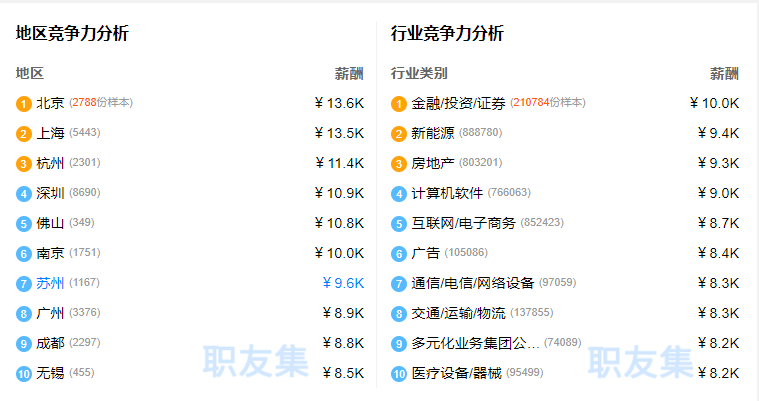 地区竞争力分析
地区 薪酬
1 北京 (2788份样本) ¥ 13.6K
2 上海 (5443) ¥ 13.5K
3 杭州 (2301) ¥ 11.4K
4 深圳 (8690) ¥ 10.9K
5 佛山 (349) ¥ 10.8K
6 南京 (1751) ¥ 10.0K
7 苏州 (1167) ¥ 9.6K
8 广州 (3376) ¥ 8.9K
9 成都 (2297) ¥ 8.8K
10 无锡 (455) ¥ 8.5K
职友集
行业竞争力分析
行业类别 薪酬
1 金融/投资/证券 (210784份样本) ¥ 10.0K
2 新能源 (888780) ¥ 9.4K
3 房地产 (803201) ¥ 9.3K
4 计算机软件 (766063) ¥ 9.0K
5 互联网/电子商务 (852423) ¥ 8.7K
6 广告 (105086) ¥ 8.4K
7 通信/电信/网络设备 (97059) ¥ 8.3K
8 交通/运输/物流 (137855) ¥ 8.3K
9 多元化业务集团公... (74089) ¥ 8.2K
10 医疗设备/器械 (95499) ¥ 8.2K
职友集